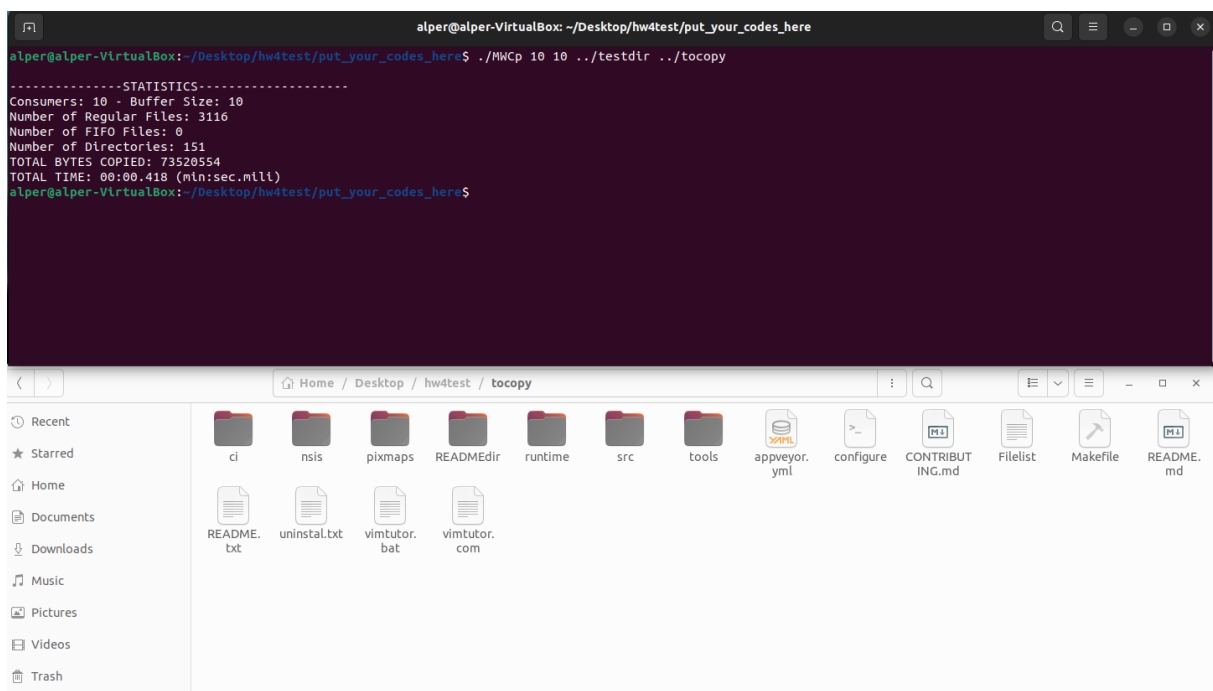 alper@alper-VirtualBox: ~/Desktop/hw4test/put_your_codes_here
alper@alper-VirtualBox:~/Desktop/hw4test/put_your_codes_here$ ./MWCp 10 10 ../testdir ../tocopy
---------------STATISTICS--------------------
Consumers: 10 - Buffer Size: 10
Number of Regular Files: 3116
Number of FIFO Files: 0
Number of Directories: 151
TOTAL BYTES COPIED: 73520554
TOTAL TIME: 00:00.418 (min:sec.mili)
alper@alper-VirtualBox:~/Desktop/hw4test/put_your_codes_here$
Home / Desktop / hw4test / tocopy
Recent
Starred
Home
Documents
Downloads
Music
Pictures
Videos
Trash
ci
nsis
pixmaps
READMEdir
runtime
src
tools
YAML
appveyor.
yml
>_
configure
M↓
CONTRIBUT
ING.md
Filelist
Makefile
M↓
README.
md
README.
txt
uninstal.txt
vimtutor.
bat
vimtutor.
com